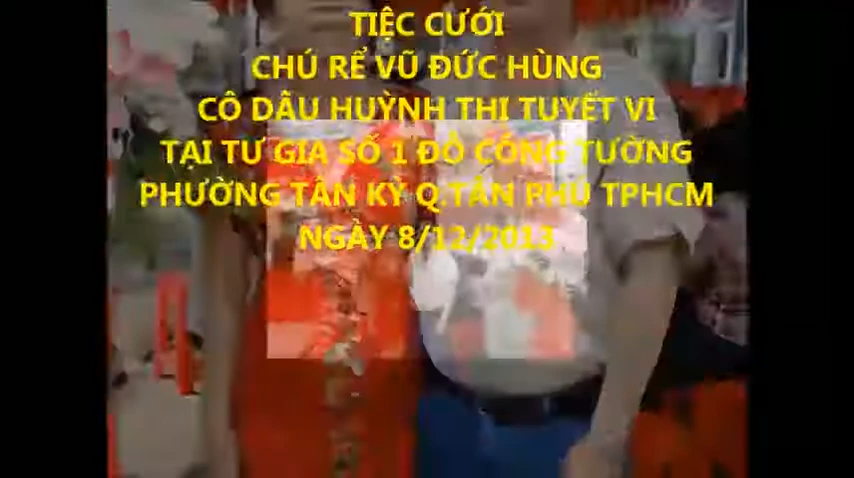 TIỆC CƯỚI
CHÚ RỂ VŨ ĐỨC HÙNG
CÔ DÂU HUỲNH THI TUYẾT VI
TẠI TƯ GIA SỐ 1 ĐỖ CÔNG TƯỜNG
PHƯỜNG TÂN KỲ Q.TÂN PHÚ TPHCM
NGÀY 8/12/2013